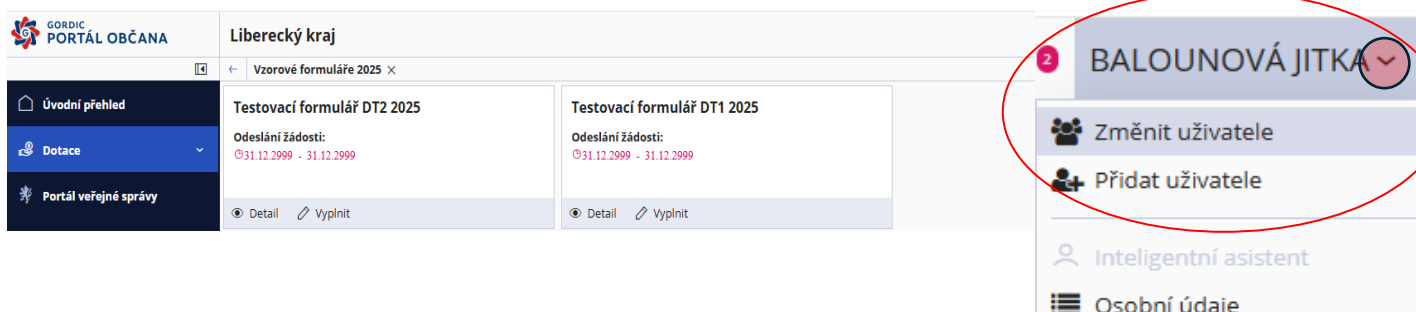 GORDIC
PORTÁL OBČANA
Liberecký kraj
Vzorové formuláře 2025
Úvodní přehled
Dotace
Portál veřejné správy
Testovací formulář DT2 2025
Odeslání žádosti:
31.12.2999 - 31.12.2999
Detail Vyplnit
Testovací formulář DT1 2025
Odeslání žádosti:
31.12.2999 - 31.12.2999
Detail Vyplnit
2 BALOUNOVÁ JITKA
Změnit uživatele
Přidat uživatele
Inteligentní asistent
Osobní údaje